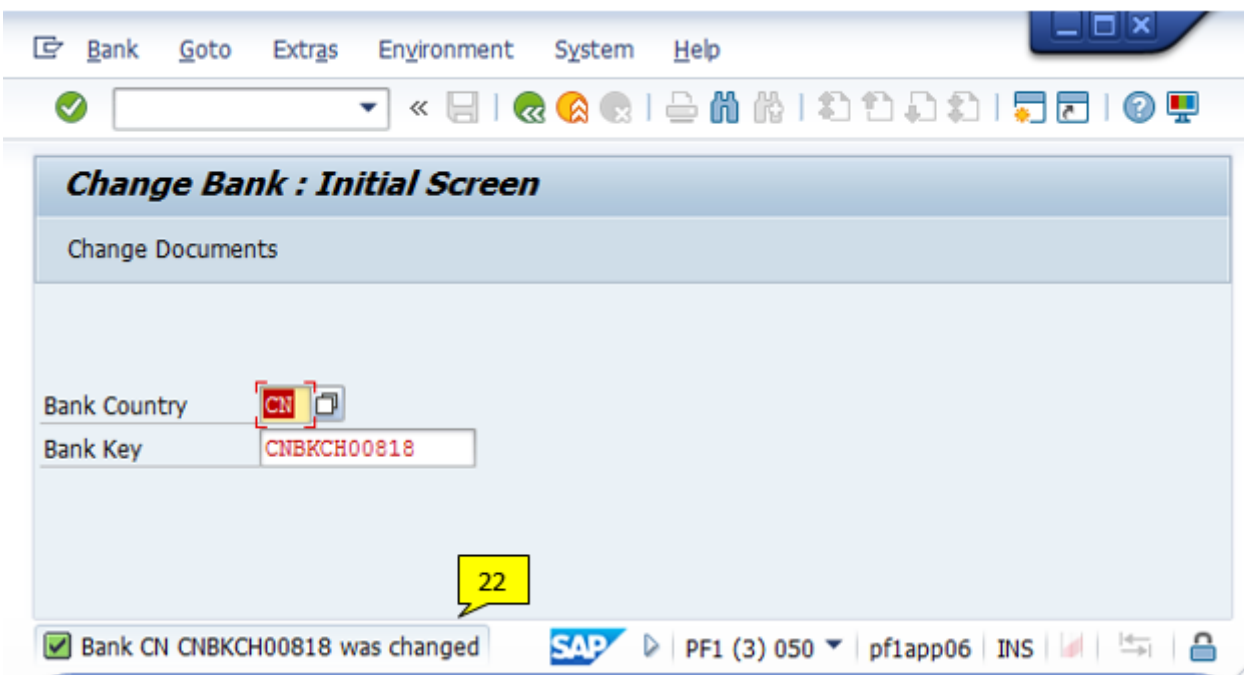 Bank Goto Extras Environment System Help
Change Bank : Initial Screen
Change Documents
Bank Country CN
Bank Key CNBKCH00818
22
Bank CN CNBKCH00818 was changed SAP PF1 (3) 050 pf1app06 INS